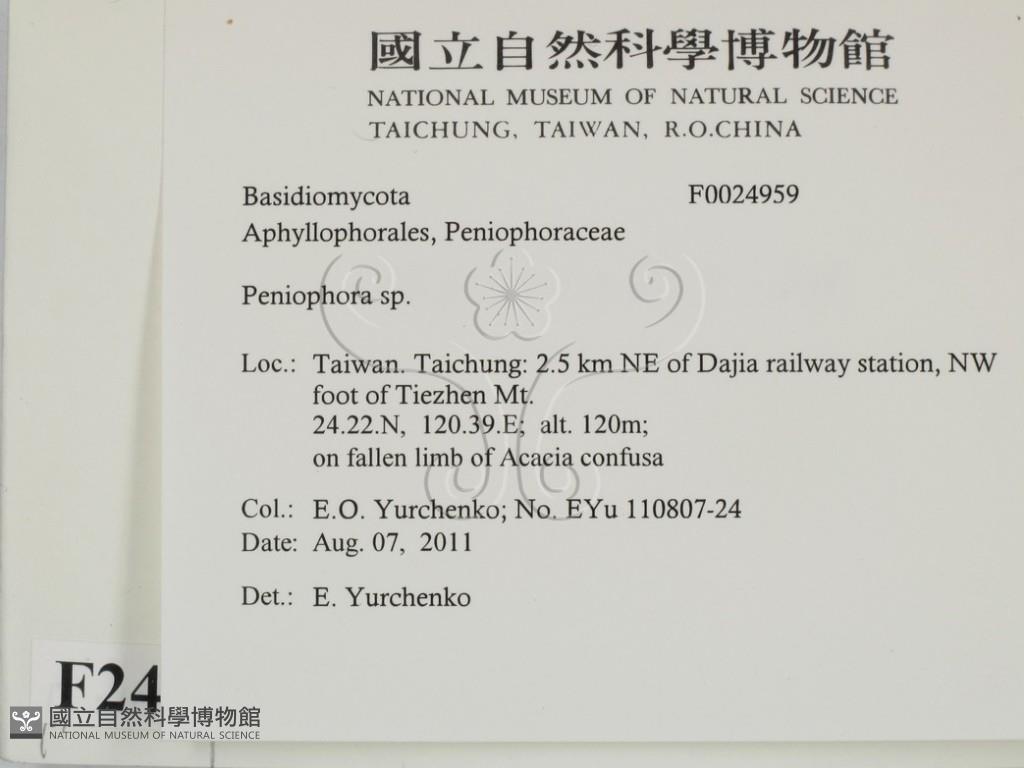 國立自然科學博物館
NATIONAL MUSEUM OF NATURAL SCIENCE
TAICHUNG, TAIWAN, R.O.CHINA
Basidiomycota F0024959
Aphyllophorales, Peniophoraceae
Peniophora sp.
Loc.: Taiwan. Taichung: 2.5 km NE of Dajia railway station, NW
foot of Tiezhen Mt.
24.22.N, 120.39.E; alt. 120m;
on fallen limb of Acacia confusa
Col.: E.O. Yurchenko; No. EYu 110807-24
Date: Aug. 07, 2011
Det.: E. Yurchenko
F24
國立自然科學博物館
NATIONAL MUSEUM OF NATURAL SCIENCE